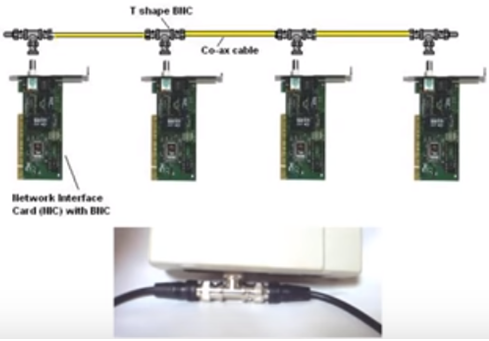 T shape BNC
Co-ax cable
Network Interface
Card (NIC) with BNC